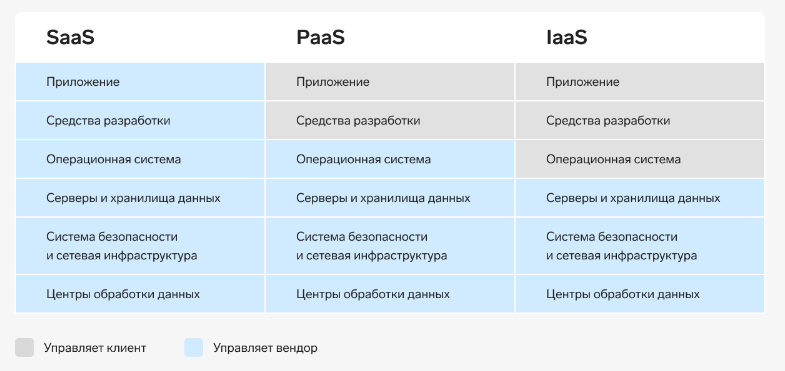 SaaS PaaS IaaS
Приложение Приложение Приложение
Средства разработки Средства разработки Средства разработки
Операционная система Операционная система Операционная система
Серверы и хранилища данных Серверы и хранилища данных Серверы и хранилища данных
Система безопасности Система безопасности Система безопасности
и сетевая инфраструктура и сетевая инфраструктура и сетевая инфраструктура
Центры обработки данных Центры обработки данных Центры обработки данных
Управляет клиент Управляет вендор